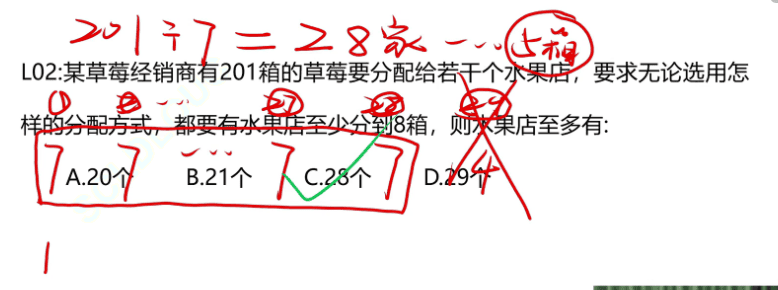 201÷7=28家……5箱
L02:某草莓经销商有201箱的草莓要分配给若干个水果店，要求无论选用怎
① ② … 27 28 29
样的分配方式，都要有水果店至少分到8箱，则水果店至多有:
7 7 … 7 7 4
A.20个 B.21个 C.28个 D.29个
1